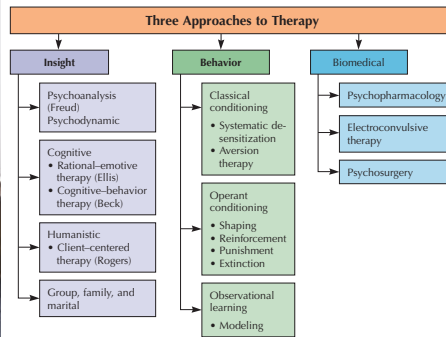 Three Approaches to Therapy
Insight
Psychoanalysis
(Freud)
Psychodynamic
Cognitive
• Rational–emotive
therapy (Ellis)
• Cognitive–behavior
therapy (Beck)
Humanistic
• Client–centered
therapy (Rogers)
Group, family, and
marital
Behavior
Classical
conditioning
• Systematic de-
sensitization
• Aversion
therapy
Operant
conditioning
• Shaping
• Reinforcement
• Punishment
• Extinction
Observational
learning
• Modeling
Biomedical
Psychopharmacology
Electroconvulsive
therapy
Psychosurgery